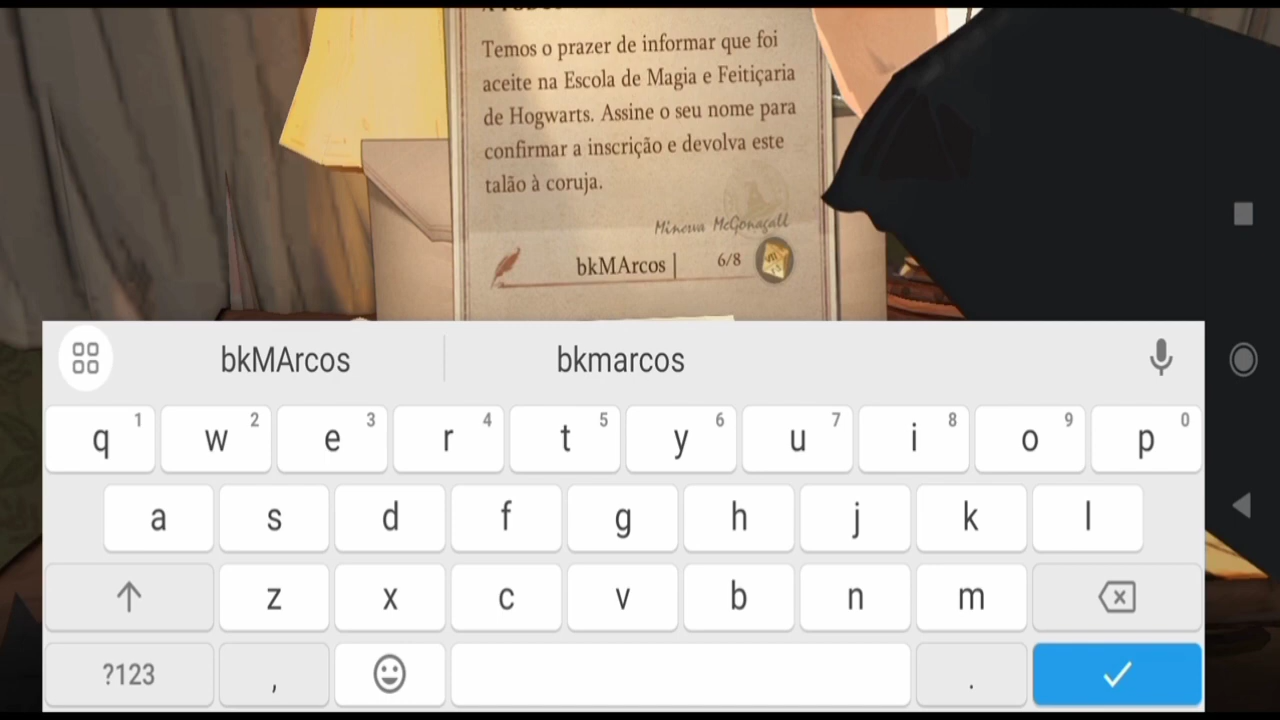 Temos o prazer de informar que foi
aceite na Escola de Magia e Feitiçaria
de Hogwarts. Assine o seu nome para
confirmar a inscrição e devolva este
talão à coruja.
Minerva McGonagall
bkMArcos 6/8
bkMArcos bkmarcos
q 1 w 2 e 3 r 4 t 5 y 6 u 7 i 8 o 9 p 0
a s d f g h j k l
z x c v b n m
?123 , .